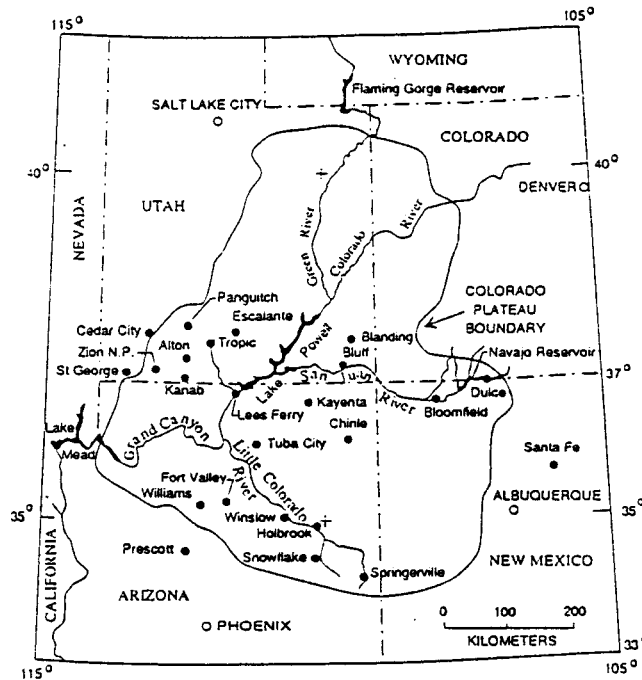 115°
105°
WYOMING
Flaming Gorge Reservoir
SALT LAKE CITY
COLORADO
40°
40°
DENVER
UTAH
NEVADA
Green River
Colorado River
Panguitch
Escalante
COLORADO
PLATEAU
BOUNDARY
Cedar City
Zion N.P.
Alton
Tropic
Blanding
Bluff
Navajo Reservoir
St George
Lake Powell
San Juan River
Kanab
Dulce
Lees Ferry
Kayenta
Bloomfield
Chinle
Lake
Mead
Grand Canyon
Tuba City
Santa Fe
Little Colorado
River
Fort Valley
Williams
ALBUQUERQUE
35°
35°
Winslow
Holbrook
Prescott
Snowflake
NEW MEXICO
Springerville
CALIFORNIA
ARIZONA
0 100 200
KILOMETERS
PHOENIX
33°
115°
105°